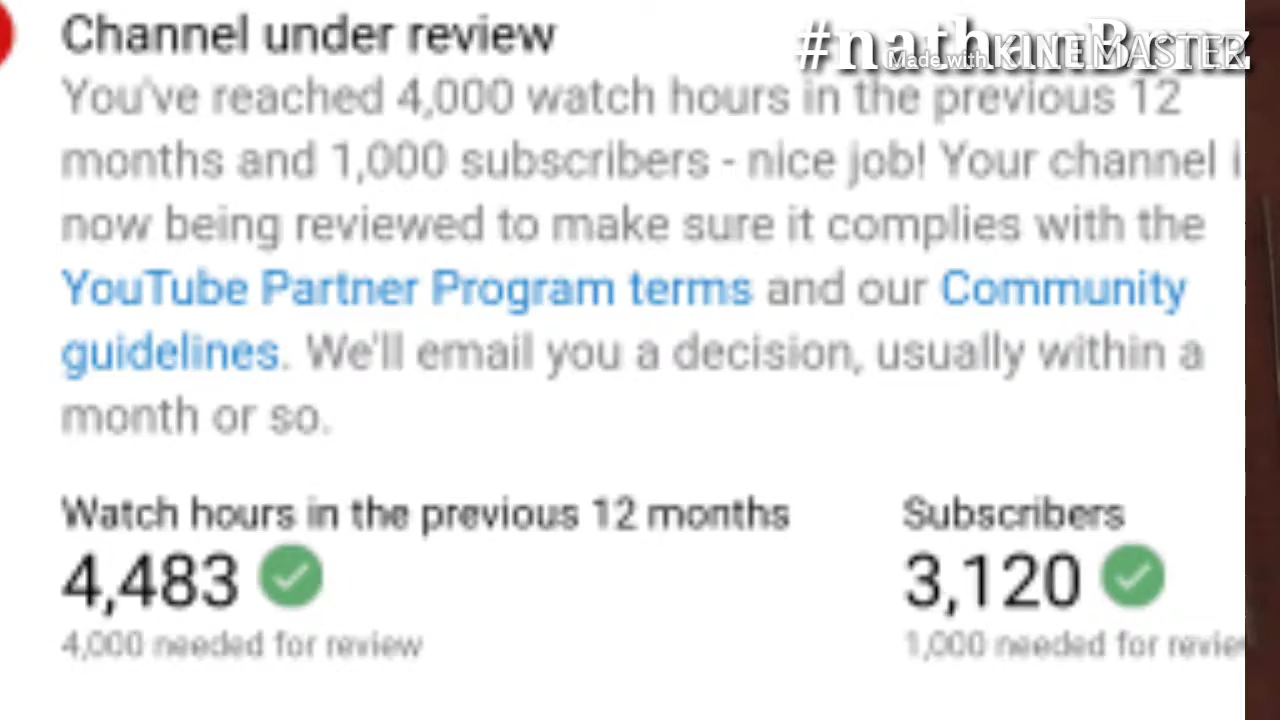 Channel under review
#nathanBruz
Made with KINEMASTER
You've reached 4,000 watch hours in the previous 12
months and 1,000 subscribers - nice job! Your channel i
now being reviewed to make sure it complies with the
YouTube Partner Program terms and our Community
guidelines. We'll email you a decision, usually within a
month or so.
Watch hours in the previous 12 months
Subscribers
4,483
3,120
4,000 needed for review
1,000 needed for review